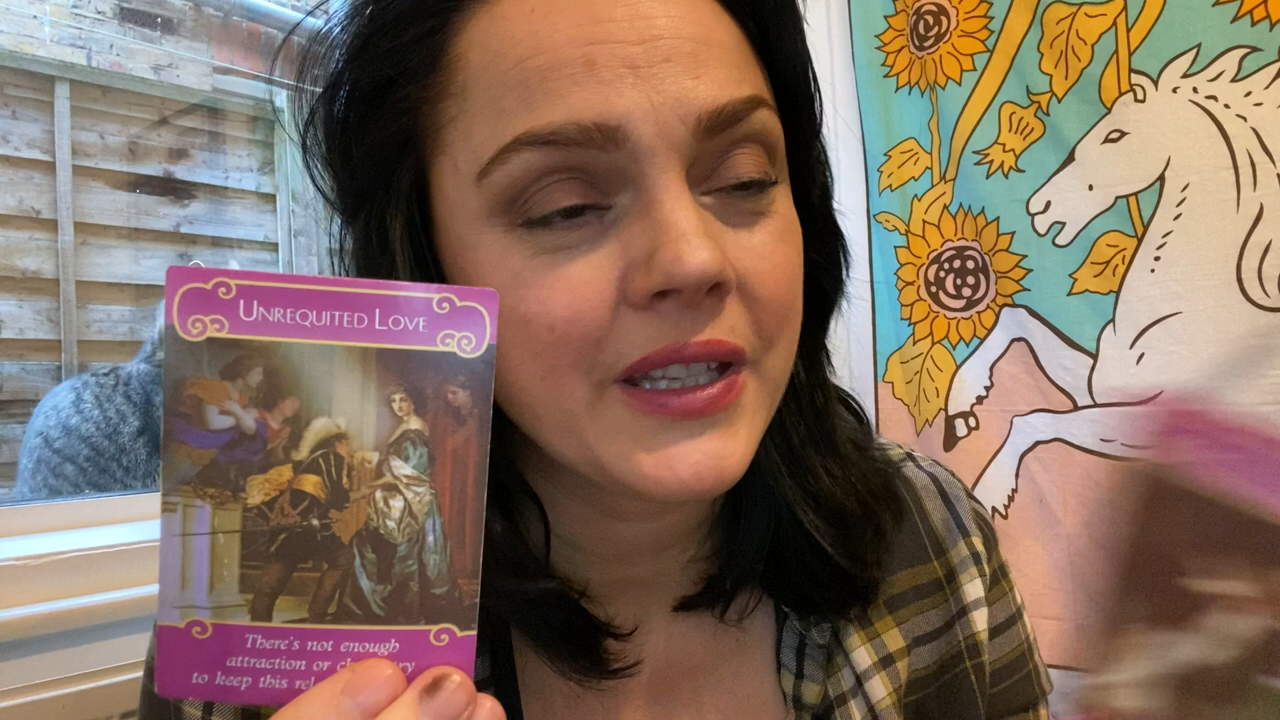 UNREQUITED LOVE
There's not enough
attraction or
to keep this